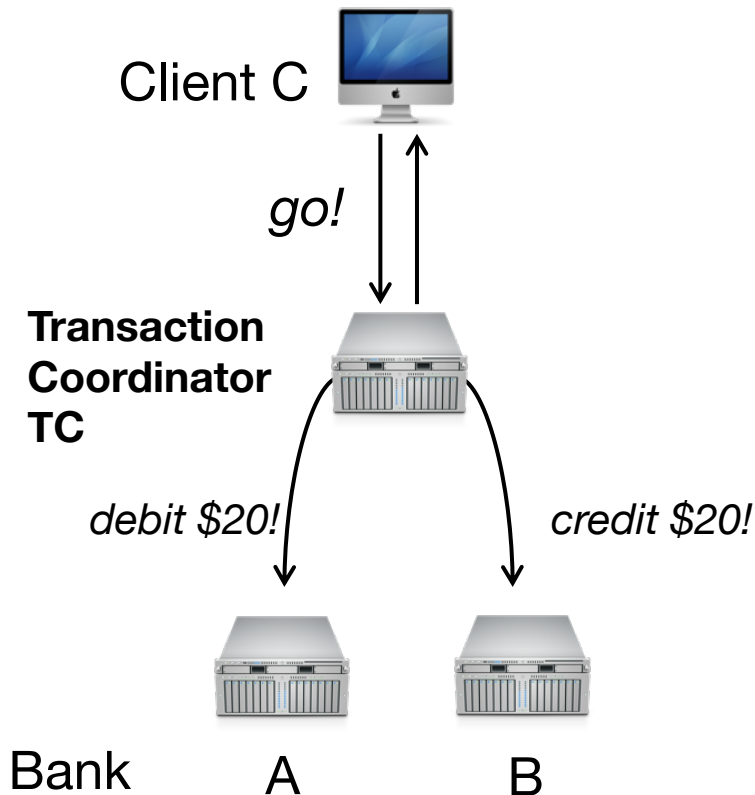 Client C
go!
Transaction
Coordinator
TC
debit $20!
credit $20!
Bank A B